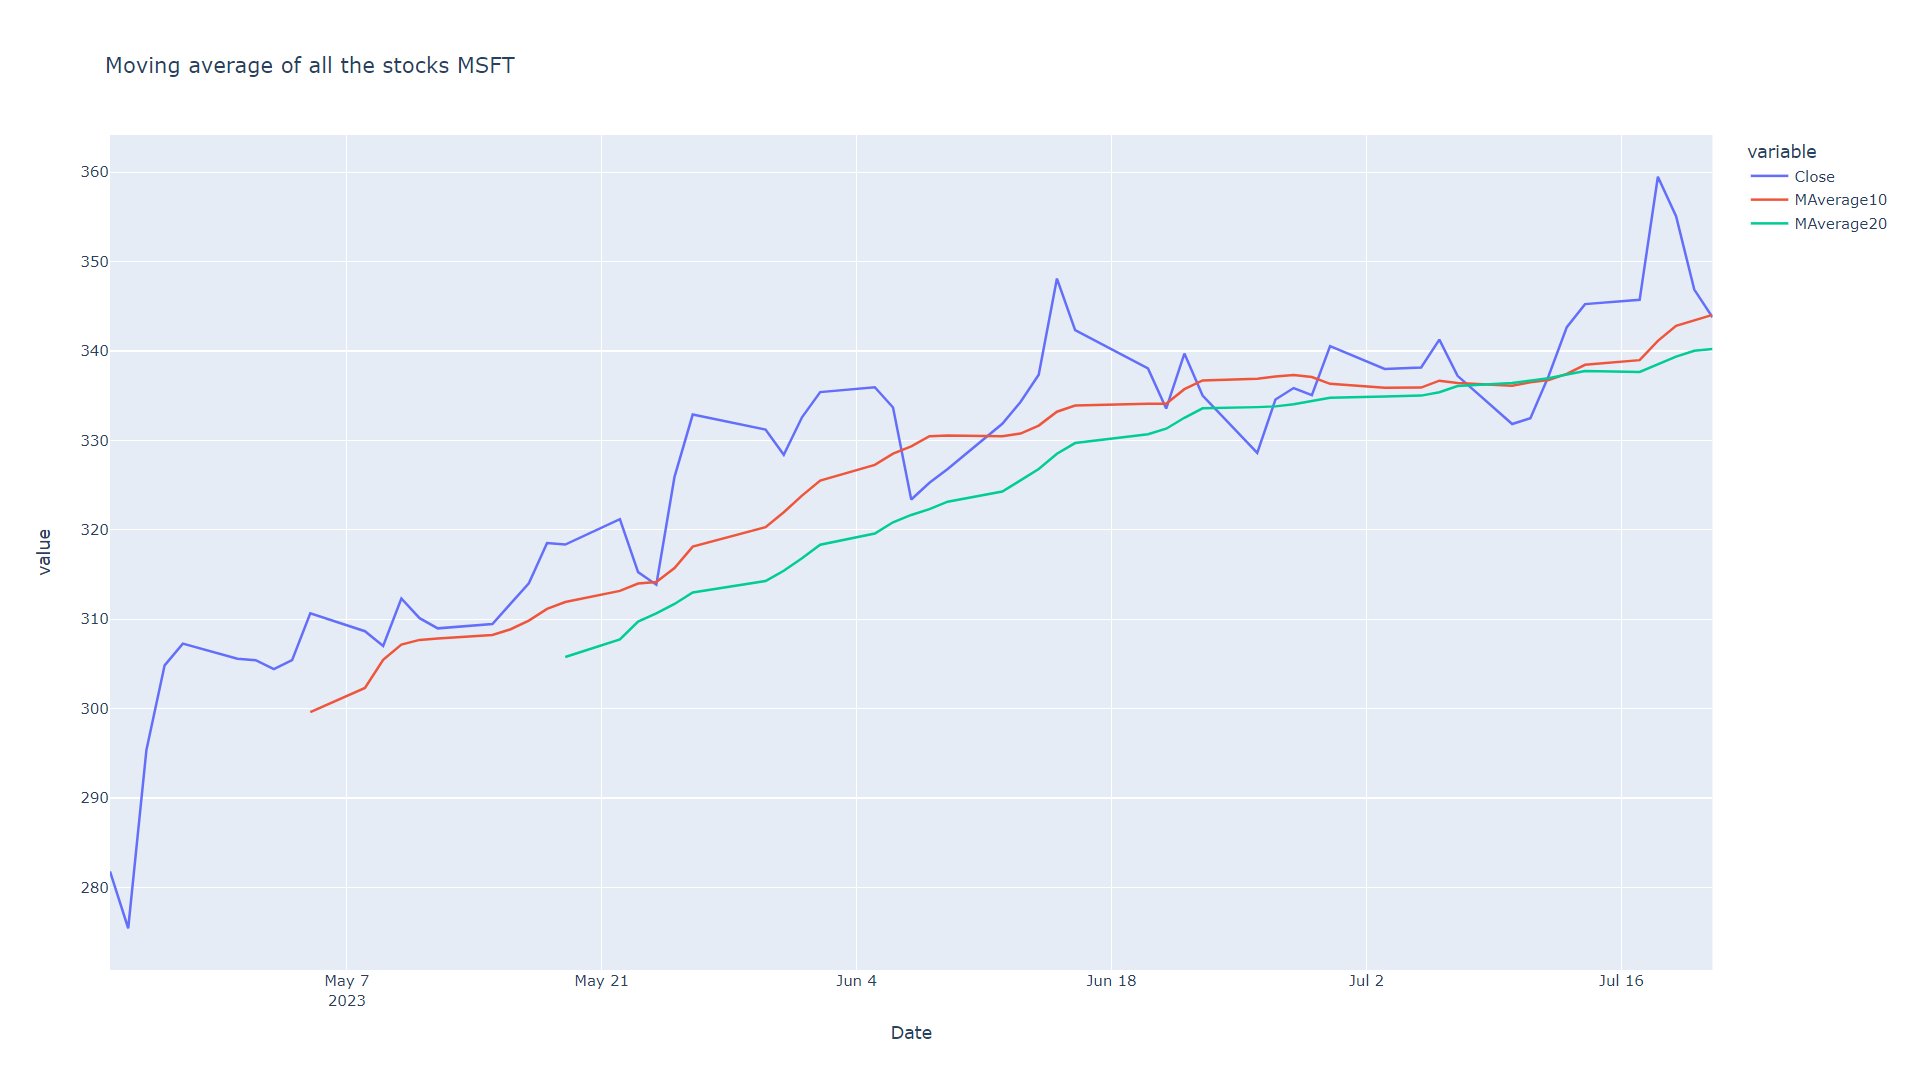 Moving average of all the stocks MSFT
variable
Close
MAverage10
MAverage20
value
360
350
340
330
320
310
300
290
280
May 7
2023
May 21
Jun 4
Jun 18
Jul 2
Jul 16
Date